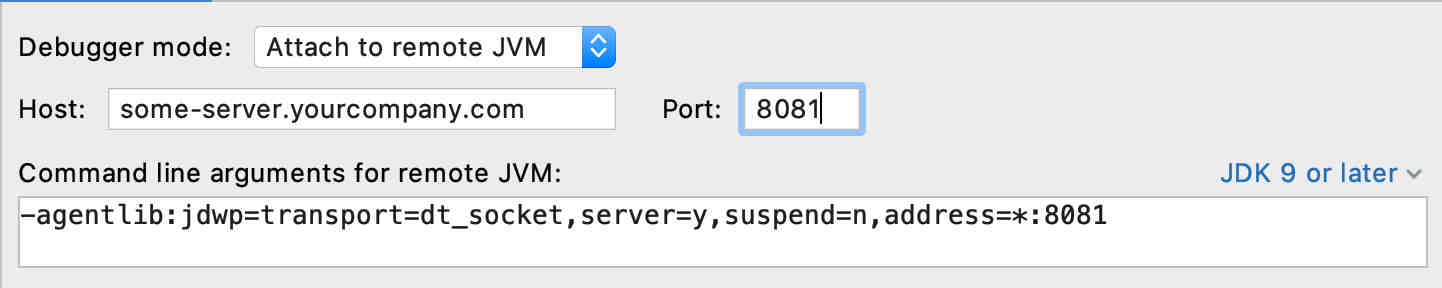 Debugger mode: Attach to remote JVM
Host: some-server.yourcompany.com Port: 8081
Command line arguments for remote JVM: JDK 9 or later
-agentlib:jdwp=transport=dt_socket,server=y,suspend=n,address=*:8081